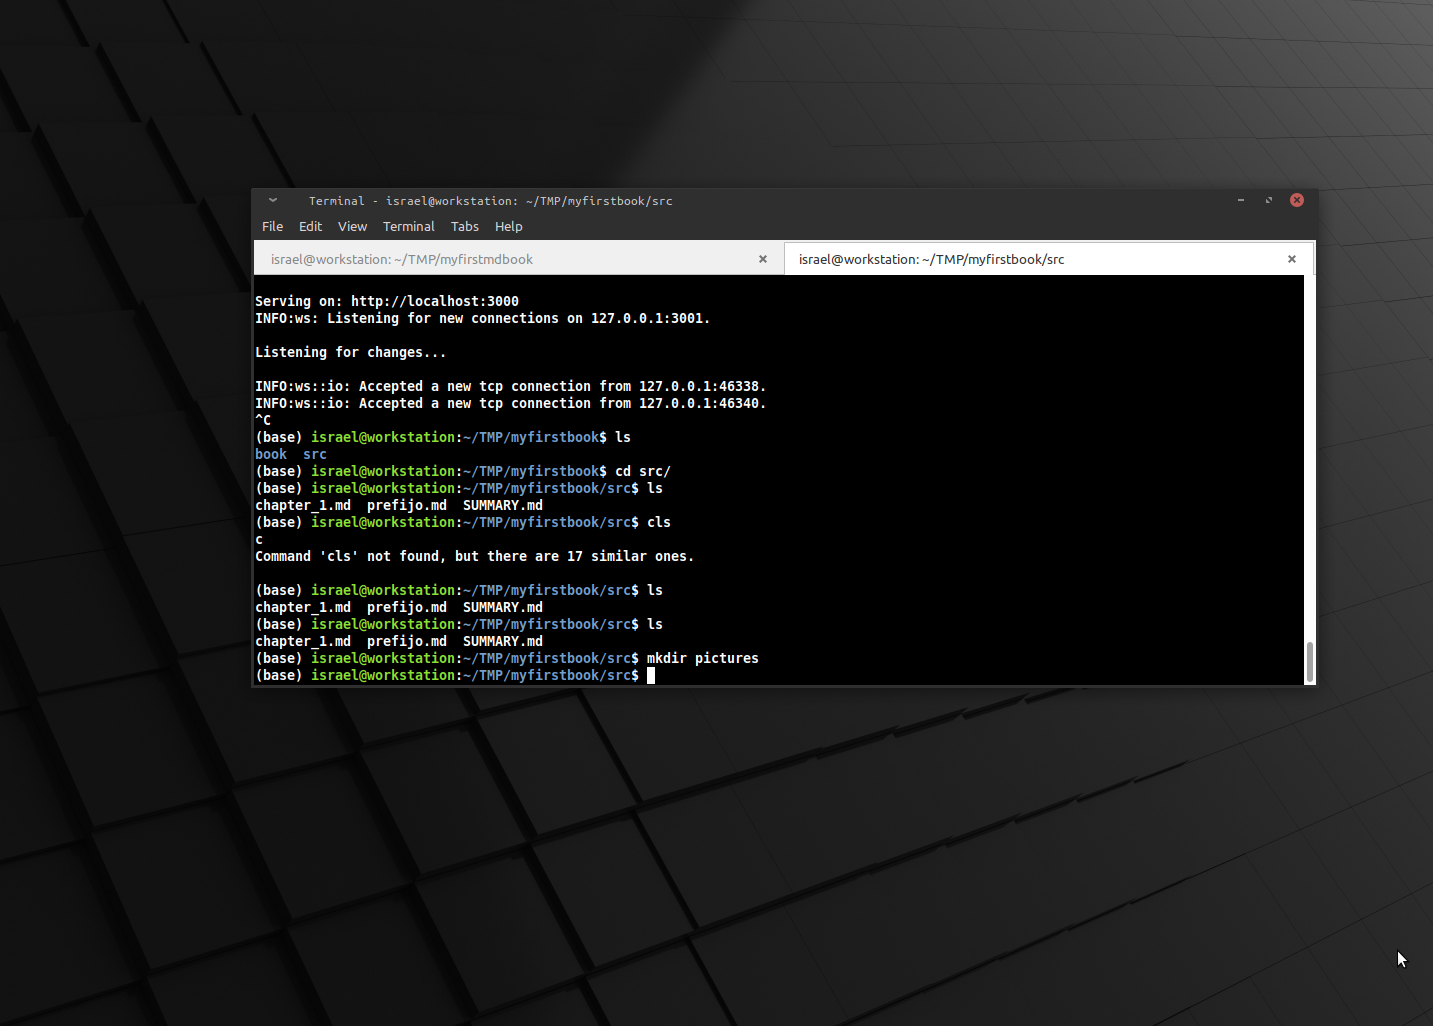 Terminal - israel@workstation: ~/TMP/myfirstbook/src
File Edit View Terminal Tabs Help
israel@workstation: ~/TMP/myfirstmdbook
israel@workstation: ~/TMP/myfirstbook/src
Serving on: http://localhost:3000
INFO:ws: Listening for new connections on 127.0.0.1:3001.
Listening for changes...
INFO:ws::io: Accepted a new tcp connection from 127.0.0.1:46338.
INFO:ws::io: Accepted a new tcp connection from 127.0.0.1:46340.
^C
(base) israel@workstation:~/TMP/myfirstbook$ ls
book  src
(base) israel@workstation:~/TMP/myfirstbook$ cd src/
(base) israel@workstation:~/TMP/myfirstbook/src$ ls
chapter_1.md  prefijo.md  SUMMARY.md
(base) israel@workstation:~/TMP/myfirstbook/src$ cls
c
Command 'cls' not found, but there are 17 similar ones.
(base) israel@workstation:~/TMP/myfirstbook/src$ ls
chapter_1.md  prefijo.md  SUMMARY.md
(base) israel@workstation:~/TMP/myfirstbook/src$ ls
chapter_1.md  prefijo.md  SUMMARY.md
(base) israel@workstation:~/TMP/myfirstbook/src$ mkdir pictures
(base) israel@workstation:~/TMP/myfirstbook/src$